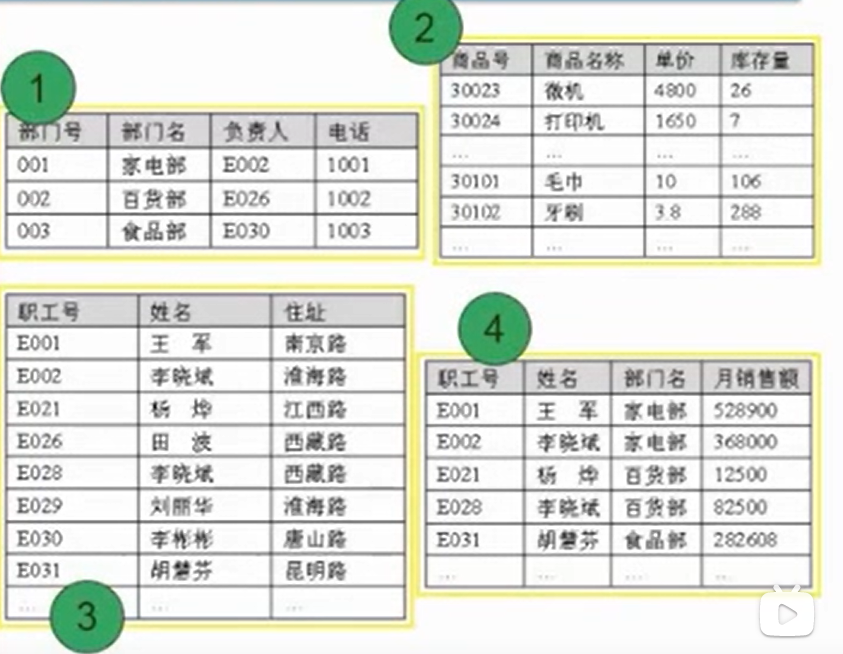 1
部门号 部门名 负责人 电话
001 家电部 E002 1001
002 百货部 E026 1002
003 食品部 E030 1003
2
商品号 商品名称 单价 库存量
30023 微机 4800 26
30024 打印机 1650 7
... ... ... ...
30101 毛巾 10 106
30102 牙刷 3.8 288
... ... ... ...
3
职工号 姓名 住址
E001 王 军 南京路
E002 李晓斌 淮海路
E021 杨 烨 江西路
E026 田 波 西藏路
E028 李晓斌 西藏路
E029 刘丽华 淮海路
E030 李彬彬 唐山路
E031 胡慧芬 昆明路
... ... ...
4
职工号 姓名 部门名 月销售额
E001 王 军 家电部 528900
E002 李晓斌 家电部 368000
E021 杨 烨 百货部 12500
E028 李晓斌 百货部 82500
E031 胡慧芬 食品部 282608
... ... ... ...